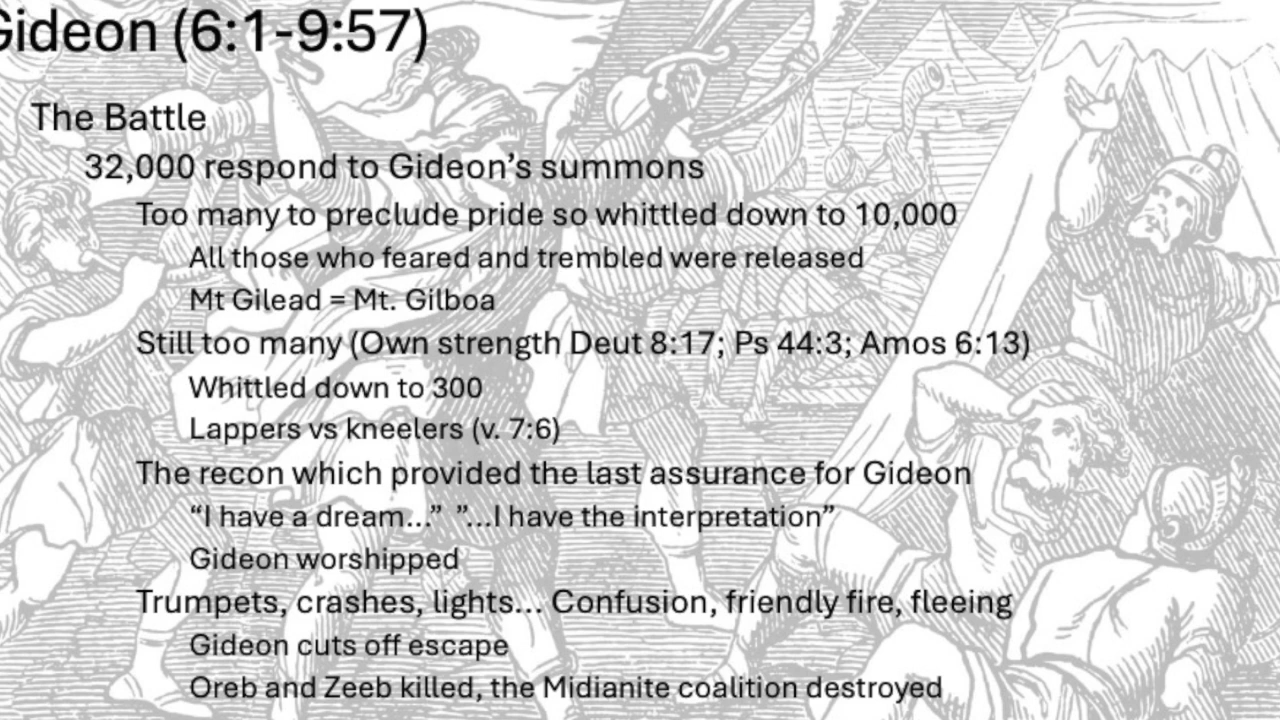 Gideon (6:1-9:57)
The Battle
32,000 respond to Gideon’s summons
Too many to preclude pride so whittled down to 10,000
All those who feared and trembled were released
Mt Gilead = Mt. Gilboa
Still too many (Own strength Deut 8:17; Ps 44:3; Amos 6:13)
Whittled down to 300
Lappers vs kneelers (v. 7:6)
The recon which provided the last assurance for Gideon
“I have a dream…” ”…I have the interpretation”
Gideon worshipped
Trumpets, crashes, lights… Confusion, friendly fire, fleeing
Gideon cuts off escape
Oreb and Zeeb killed, the Midianite coalition destroyed